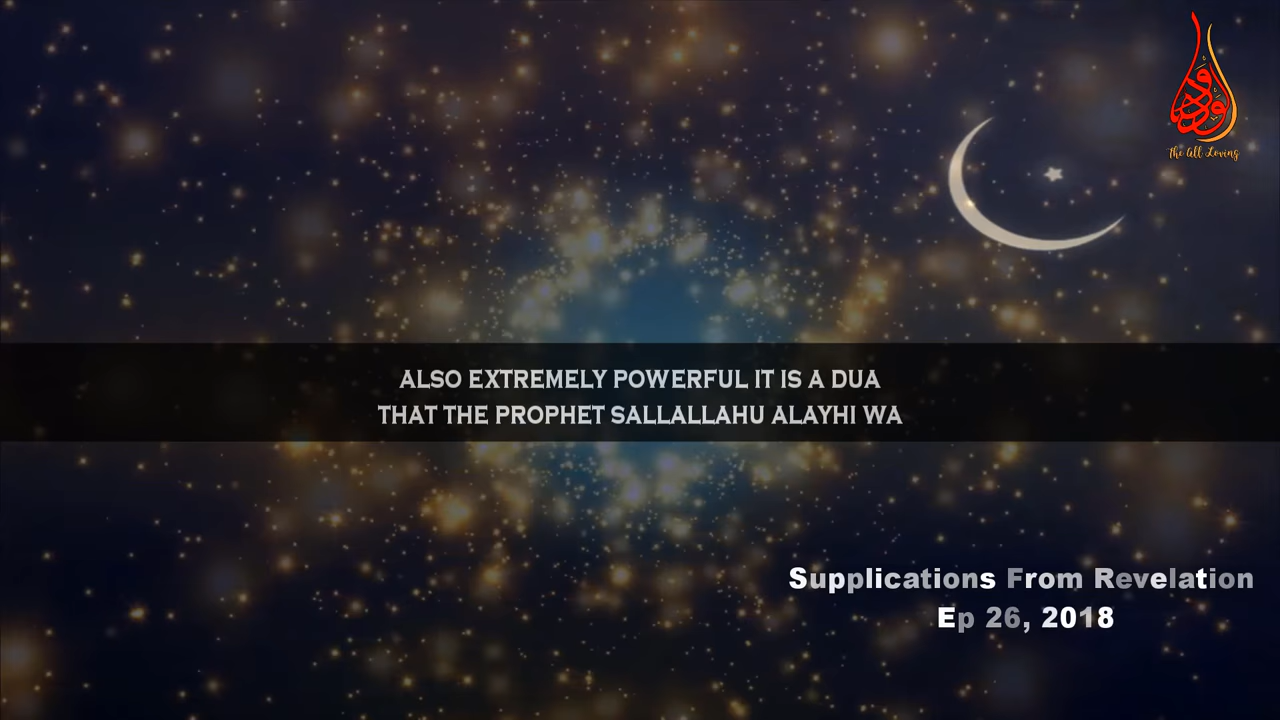 ودود
The All Loving
ALSO EXTREMELY POWERFUL IT IS A DUA
THAT THE PROPHET SALLALLAHU ALAYHI WA
Supplications From Revelation
Ep 26, 2018